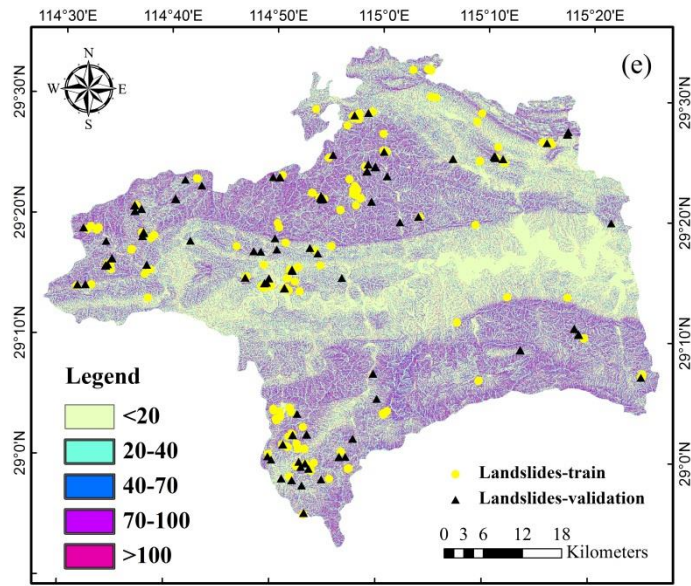 114°30'E 114°40'E 114°50'E 115°0'E 115°10'E 115°20'E
(e)
N
W E
S
29°30'N 29°30'N
29°20'N 29°20'N
29°10'N 29°10'N
29°0'N 29°0'N
Legend
<20
20-40
40-70
70-100
>100
Landslides-train
Landslides-validation
0 3 6 12 18
Kilometers